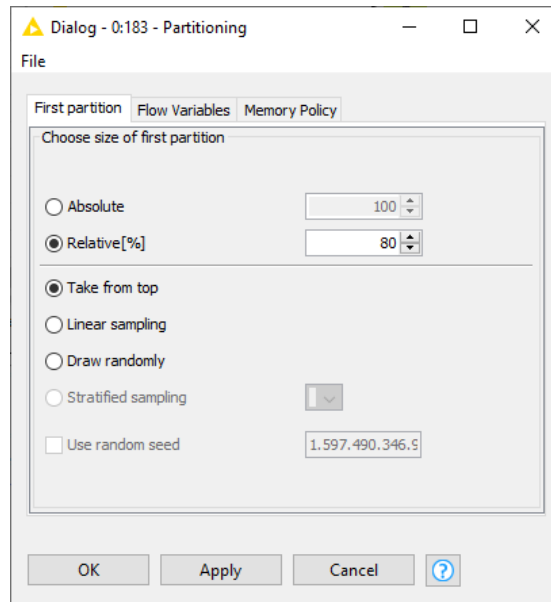 Dialog - 0:183 - Partitioning
File
First partition Flow Variables Memory Policy
Choose size of first partition
Absolute 100
Relative[%] 80
Take from top
Linear sampling
Draw randomly
Stratified sampling
Use random seed 1.597.490.346.9
OK Apply Cancel ?